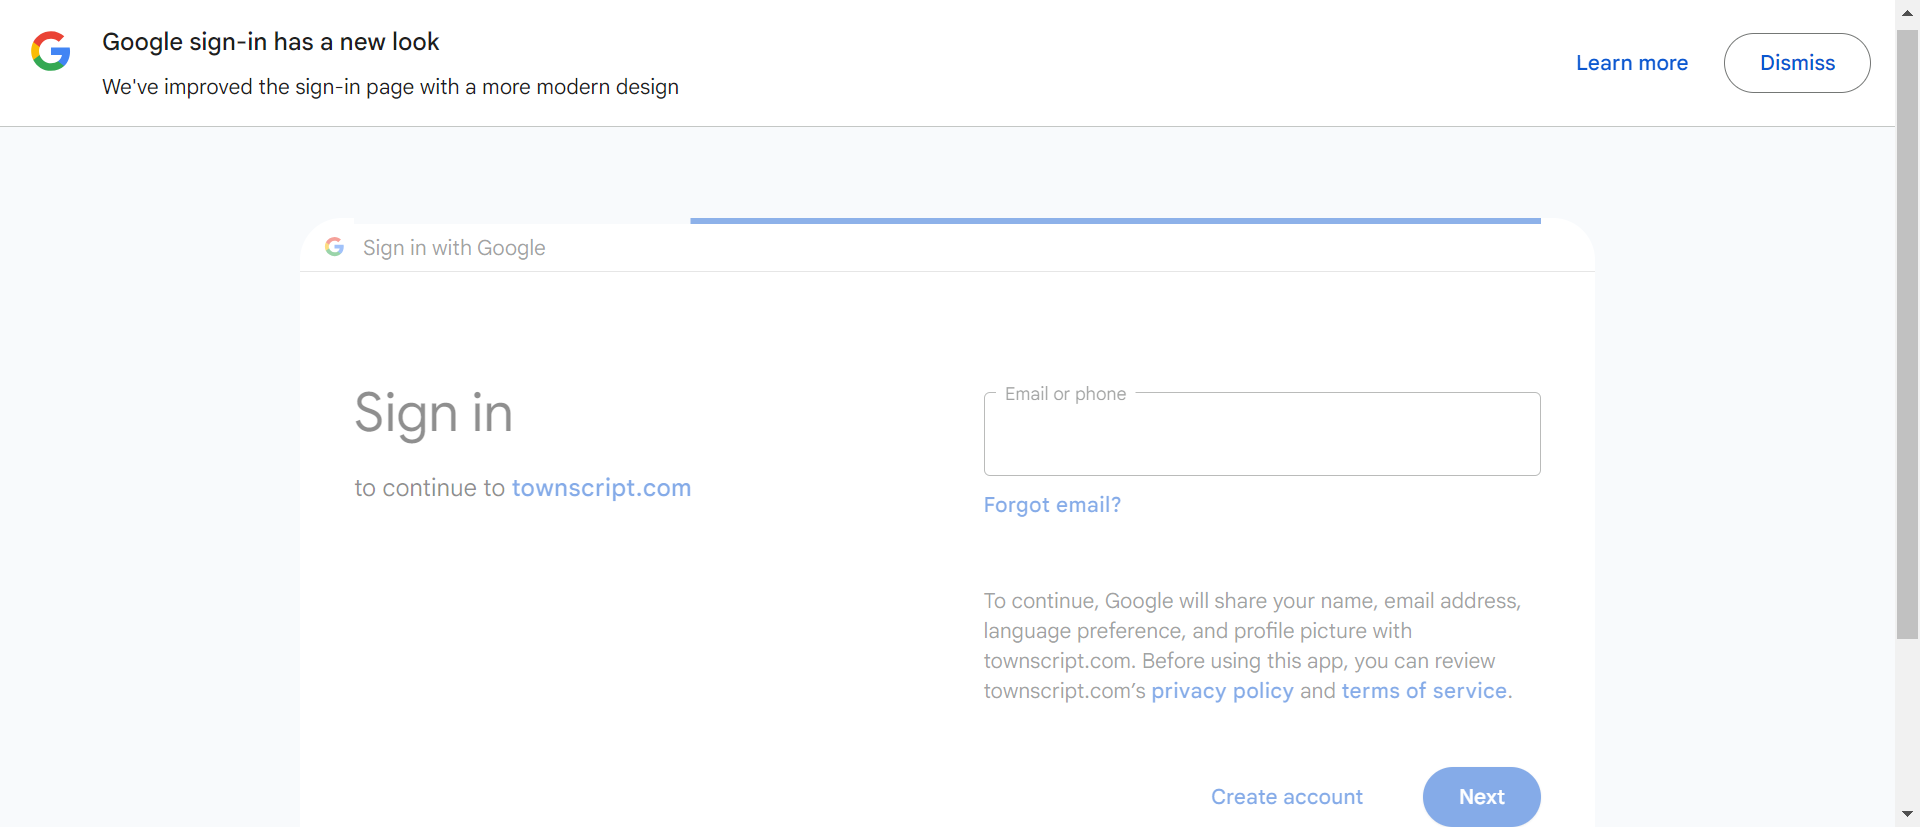 Google sign-in has a new look
We've improved the sign-in page with a more modern design
Learn more
Dismiss
Sign in with Google
Sign in
to continue to townscript.com
Email or phone
Forgot email?
To continue, Google will share your name, email address,
language preference, and profile picture with
townscript.com. Before using this app, you can review
townscript.com’s privacy policy and terms of service.
Create account
Next